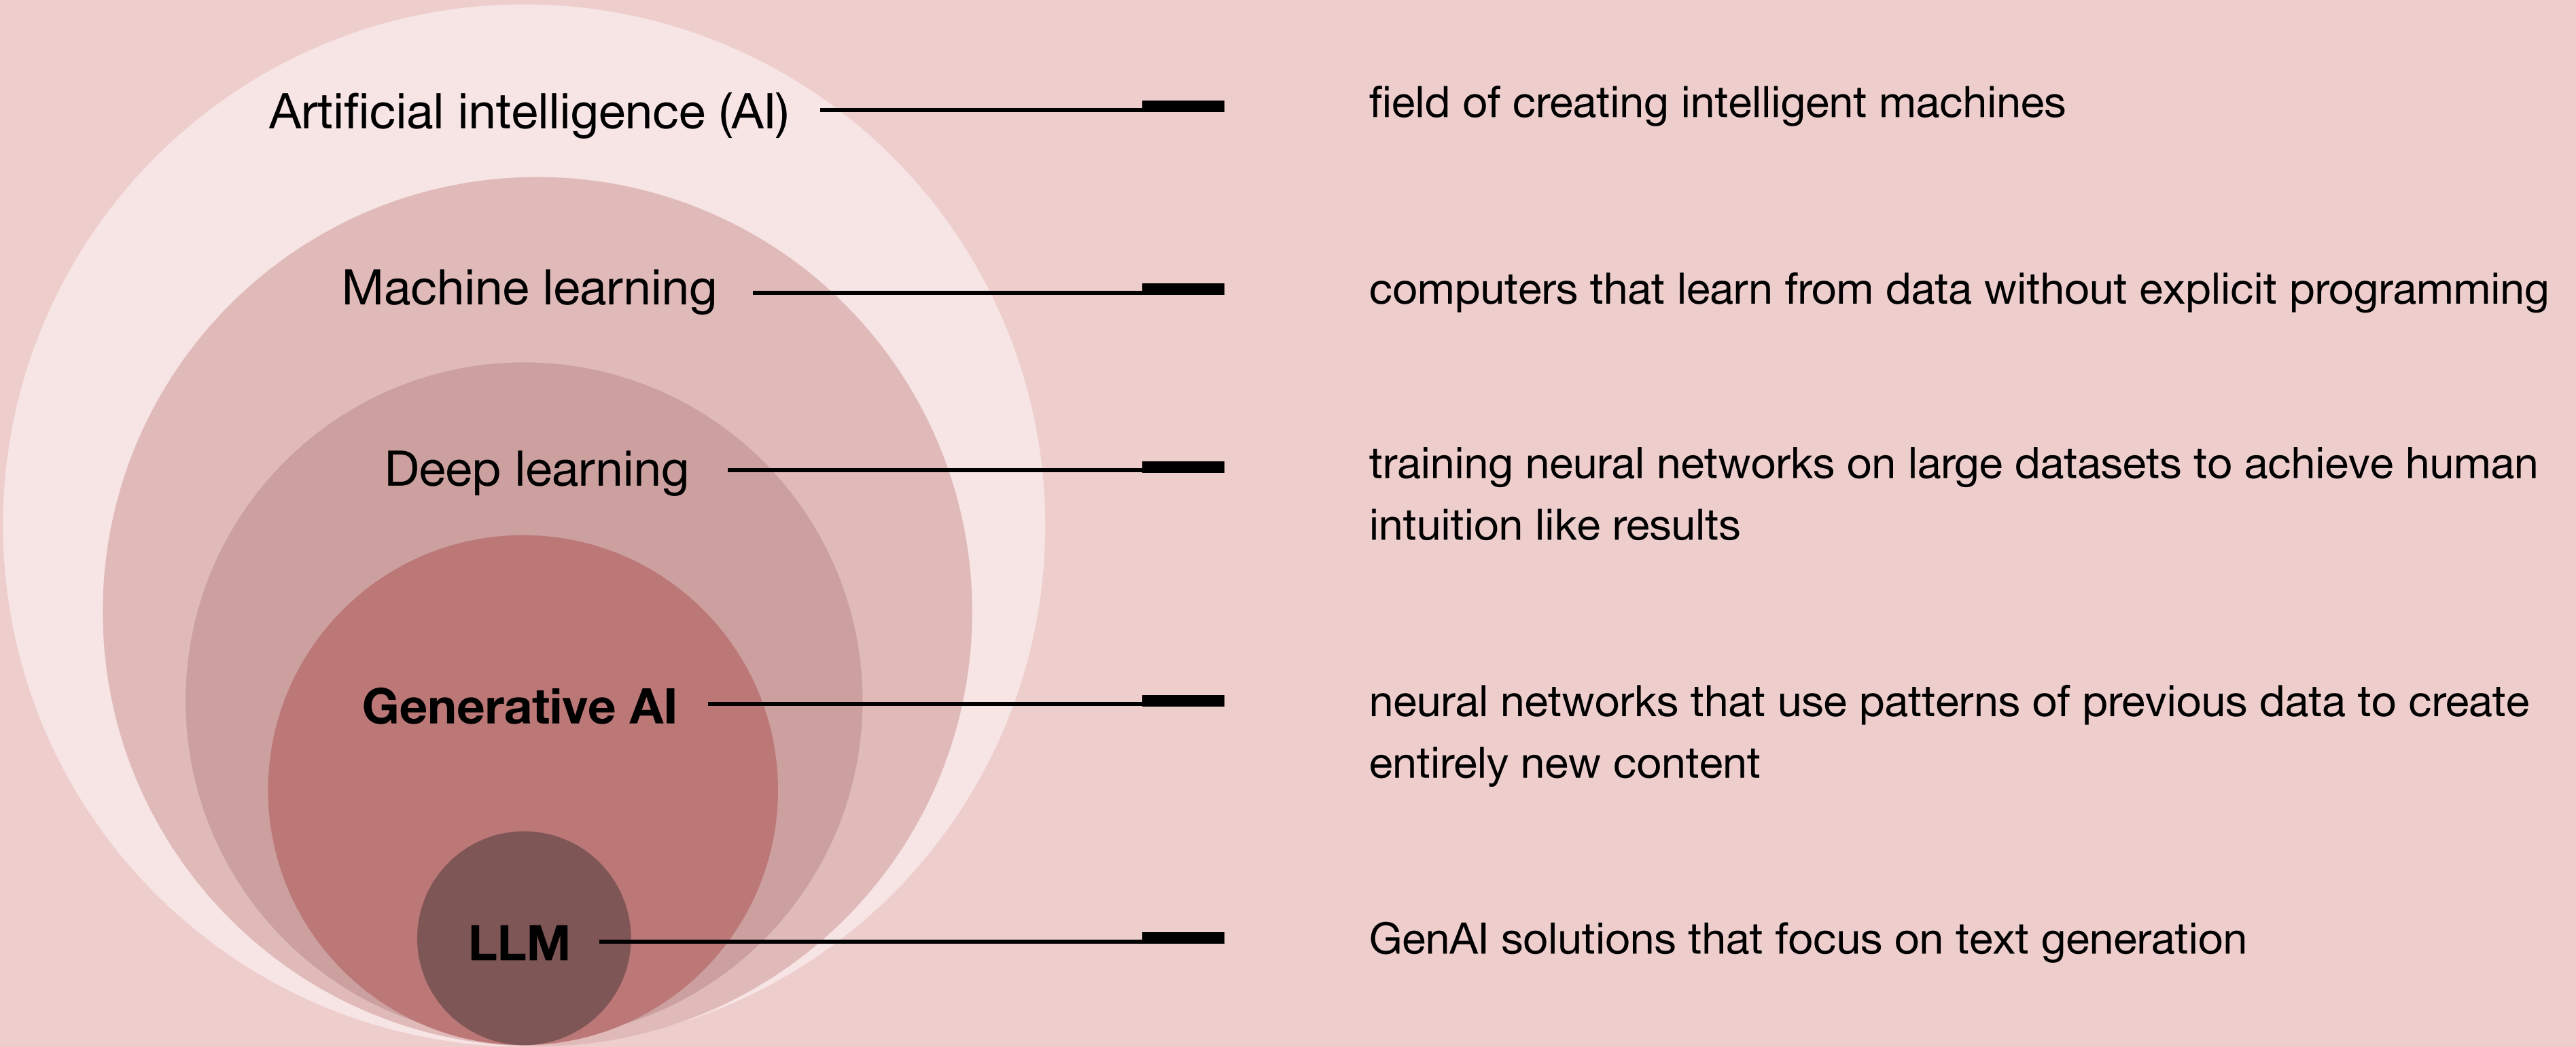 Artificial intelligence (AI)
field of creating intelligent machines
Machine learning
computers that learn from data without explicit programming
Deep learning
training neural networks on large datasets to achieve human
intuition like results
Generative AI
neural networks that use patterns of previous data to create
entirely new content
LLM
GenAI solutions that focus on text generation